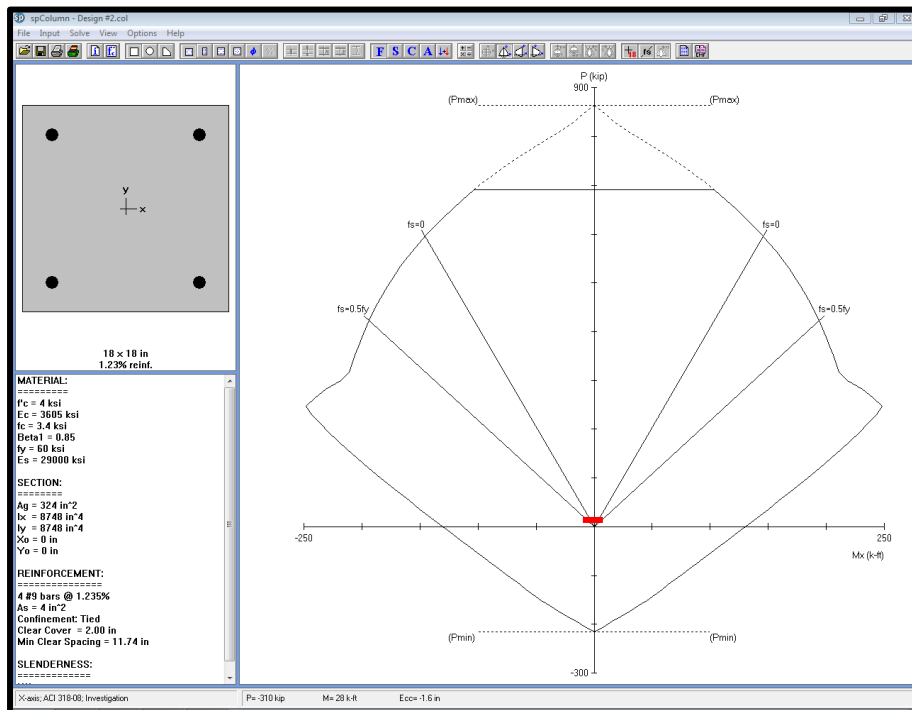 spColumn - Design #2.col
File Input Solve View Options Help
F S C A
y
x
18 x 18 in
1.23% reinf.
MATERIAL:
=========
f'c = 4 ksi
Ec = 3605 ksi
fc = 3.4 ksi
Beta1 = 0.85
fy = 60 ksi
Es = 29000 ksi
SECTION:
========
Ag = 324 in^2
Ix = 8748 in^4
Iy = 8748 in^4
Xo = 0 in
Yo = 0 in
REINFORCEMENT:
==============
4 #9 bars @ 1.235%
As = 4 in^2
Confinement: Tied
Clear Cover = 2.00 in
Min Clear Spacing = 11.74 in
SLENDERNESS:
============
P (kip)
900
(Pmax) (Pmax)
fs=0 fs=0
fs=0.5fy fs=0.5fy
-250 250
Mx (k-ft)
(Pmin) (Pmin)
-300
X-axis; ACI 318-08; Investigation P= -310 kip M= 28 k-ft Ecc= -1.6 in